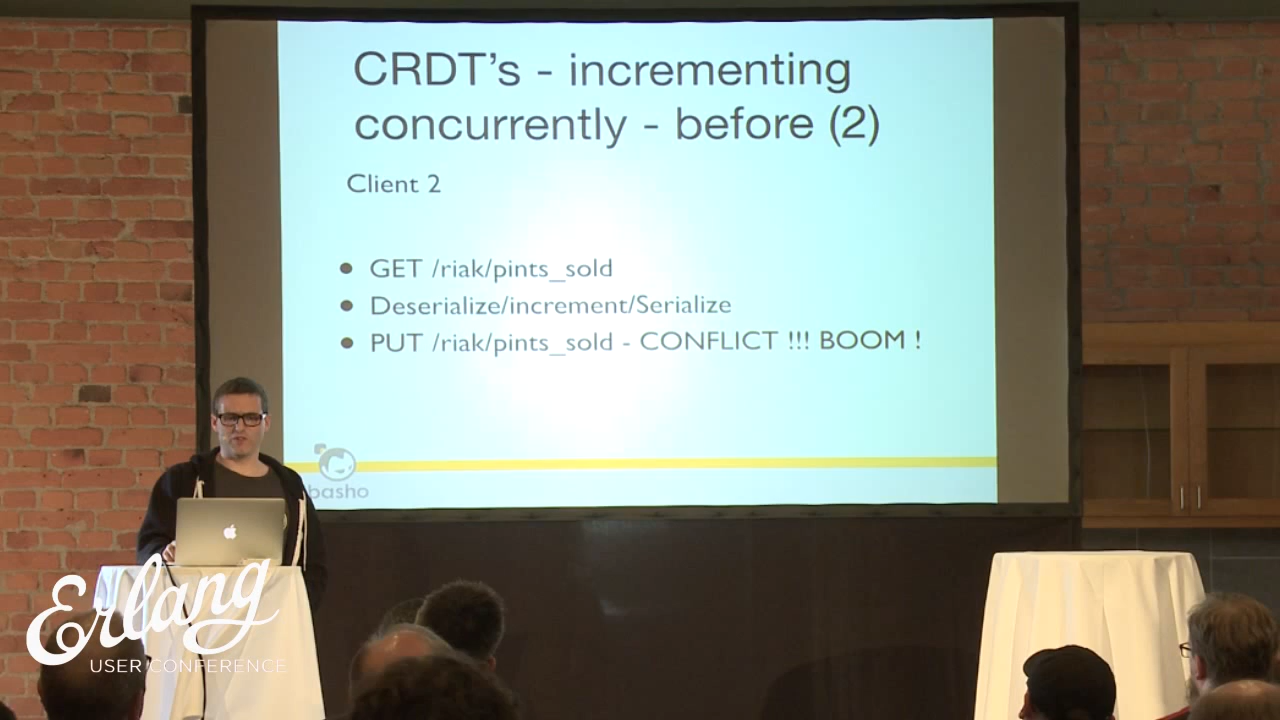 CRDT's - incrementing
concurrently - before (2)
Client 2
GET /riak/pints_sold
Deserialize/increment/Serialize
PUT /riak/pints_sold - CONFLICT !!! BOOM !
basho
Erlang
USER CONFERENCE